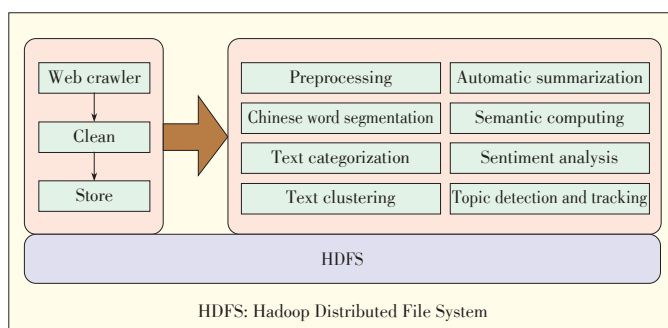 Web crawler
Clean
Store
Preprocessing
Automatic summarization
Chinese word segmentation
Semantic computing
Text categorization
Sentiment analysis
Text clustering
Topic detection and tracking
HDFS
HDFS: Hadoop Distributed File System